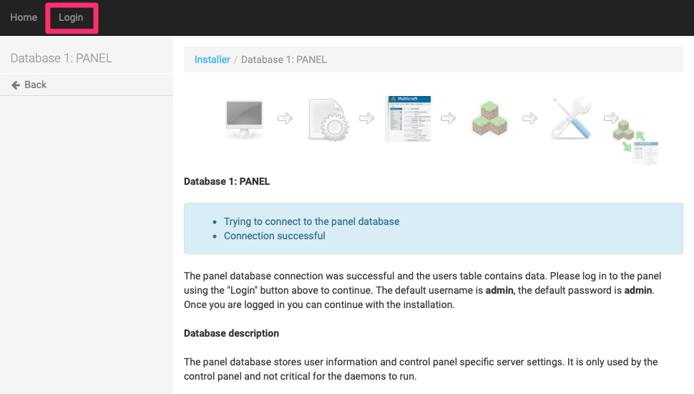 Home Login
Database 1: PANEL
Back
Installer / Database 1: PANEL
Multicraft
Database 1: PANEL
Trying to connect to the panel database
Connection successful
The panel database connection was successful and the users table contains data. Please log in to the panel
using the "Login" button above to continue. The default username is admin, the default password is admin.
Once you are logged in you can continue with the installation.
Database description
The panel database stores user information and control panel specific server settings. It is only used by the
control panel and not critical for the daemons to run.